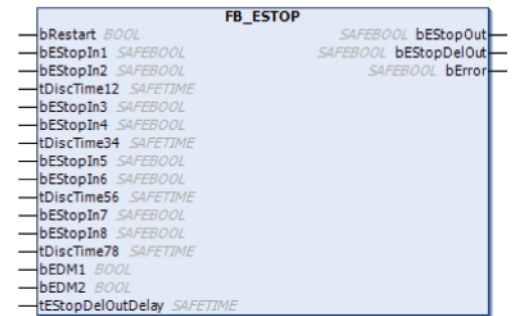 FB_ESTOP
bRestart BOOL SAFEBOOL bEStopOut
bEStopIn1 SAFEBOOL SAFEBOOL bEStopDelOut
bEStopIn2 SAFEBOOL SAFEBOOL bError
tDiscTime12 SAFETIME
bEStopIn3 SAFEBOOL
bEStopIn4 SAFEBOOL
tDiscTime34 SAFETIME
bEStopIn5 SAFEBOOL
bEStopIn6 SAFEBOOL
tDiscTime56 SAFETIME
bEStopIn7 SAFEBOOL
bEStopIn8 SAFEBOOL
tDiscTime78 SAFETIME
bEDM1 BOOL
bEDM2 BOOL
tEStopDelOutDelay SAFETIME